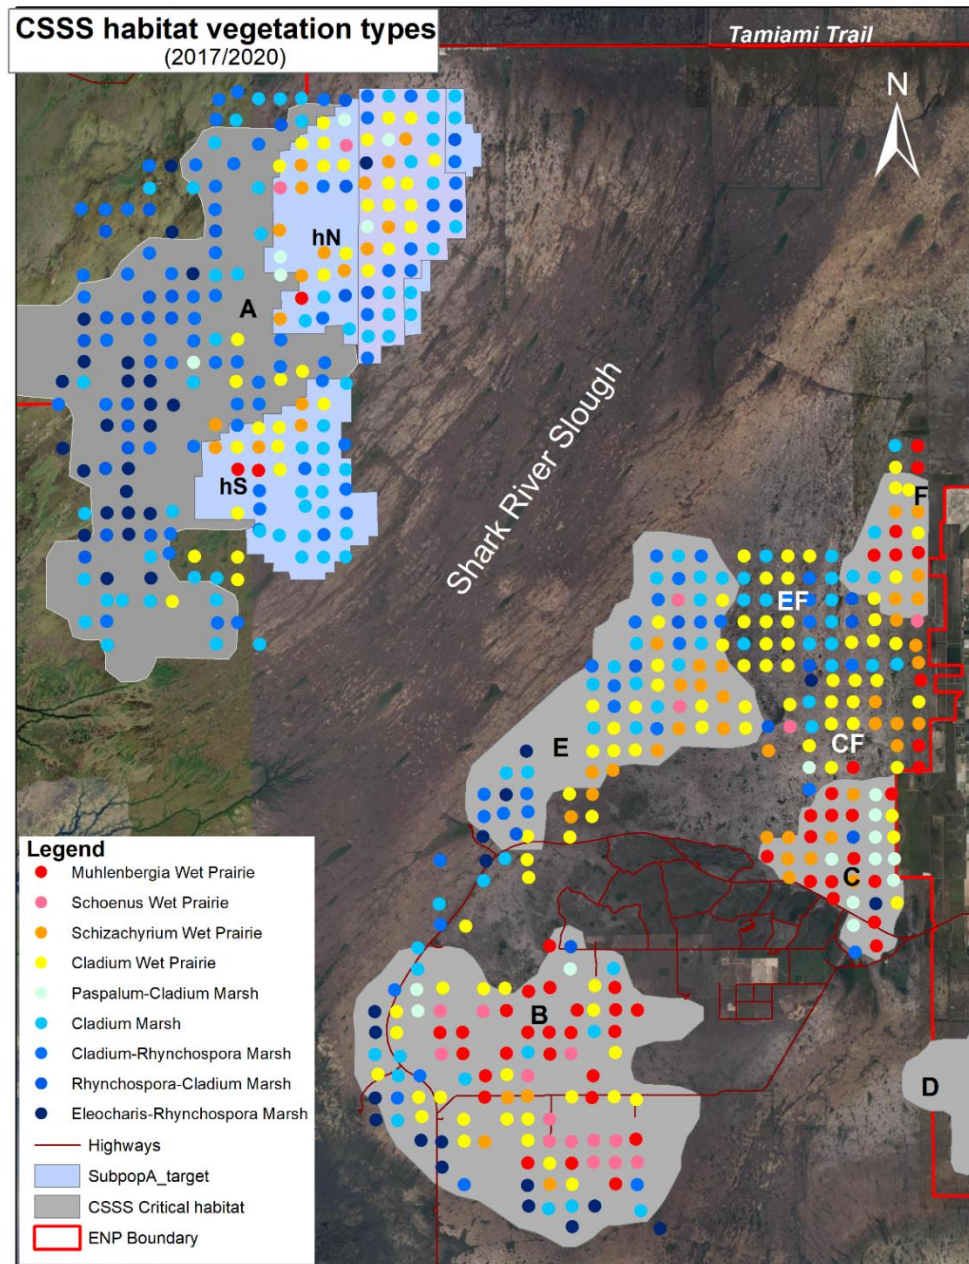 CSSS habitat vegetation types
(2017/2020)
Tamiami Trail
N
hN
A
hS
Shark River Slough
F
EF
E
CF
C
B
D
Legend
Muhlenbergia Wet Prairie
Schoenus Wet Prairie
Schizachyrium Wet Prairie
Cladium Wet Prairie
Paspalum-Cladium Marsh
Cladium Marsh
Cladium-Rhynchospora Marsh
Rhynchospora-Cladium Marsh
Eleocharis-Rhynchospora Marsh
Highways
SubpopA_target
CSSS Critical habitat
ENP Boundary